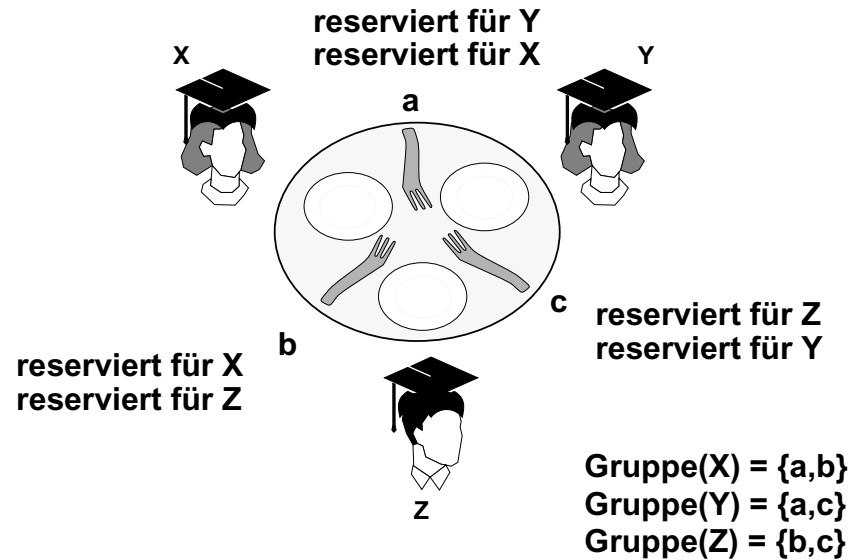 reserviert für Y
reserviert für X
X
Y
a
c
reserviert für Z
reserviert für Y
b
reserviert für X
reserviert für Z
Z
Gruppe(X) = {a,b}
Gruppe(Y) = {a,c}
Gruppe(Z) = {b,c}